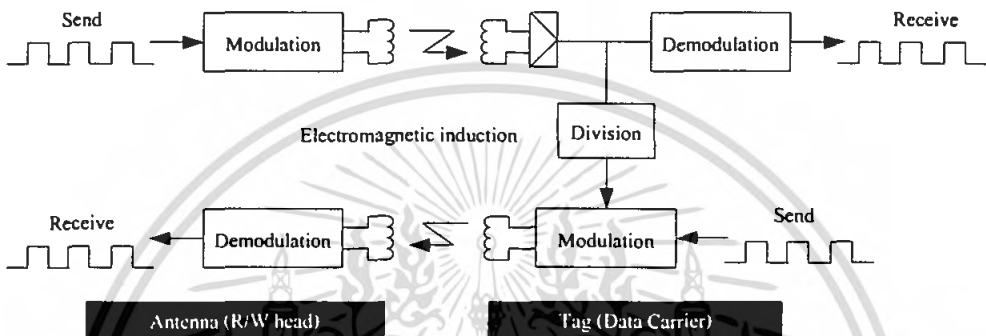 Send
Receive
Modulation
Demodulation
Electromagnetic induction
Division
Receive
Demodulation
Modulation
Send
Antenna (R/W head)
Tag (Data Carrier)